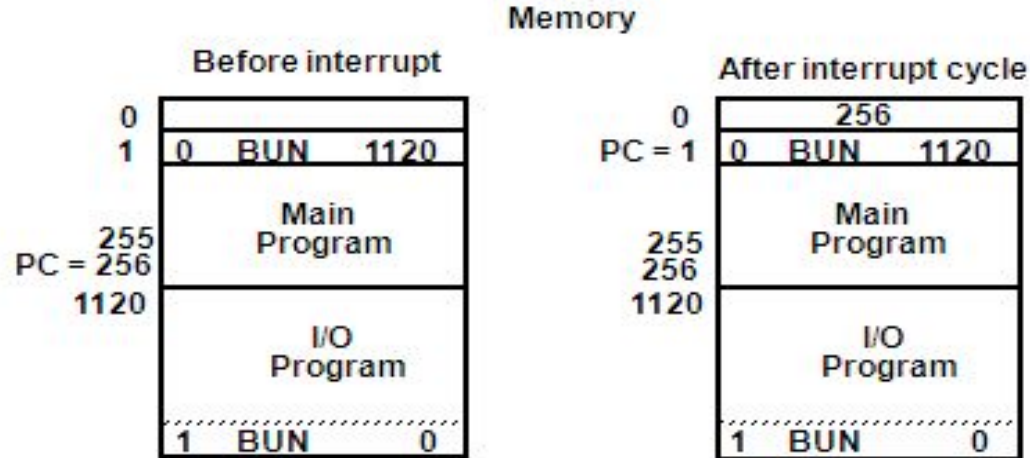 Memory
Before interrupt
0
1
0 BUN 1120
Main
Program
255
PC = 256
1120
I/O
Program
1 BUN 0
After interrupt cycle
0
256
PC = 1
0 BUN 1120
Main
Program
255
256
1120
I/O
Program
1 BUN 0